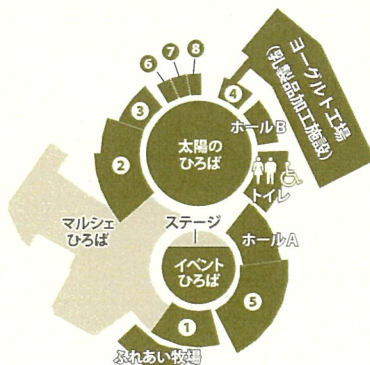 ヨーグルト工場
(乳製品加工施設)
6
7
8
3
4
ホールB
2
太陽の
ひろば
トイレ
マルシェ
ひろば
ステージ
ホールA
イベント
ひろば
5
1
ふれあい牧場